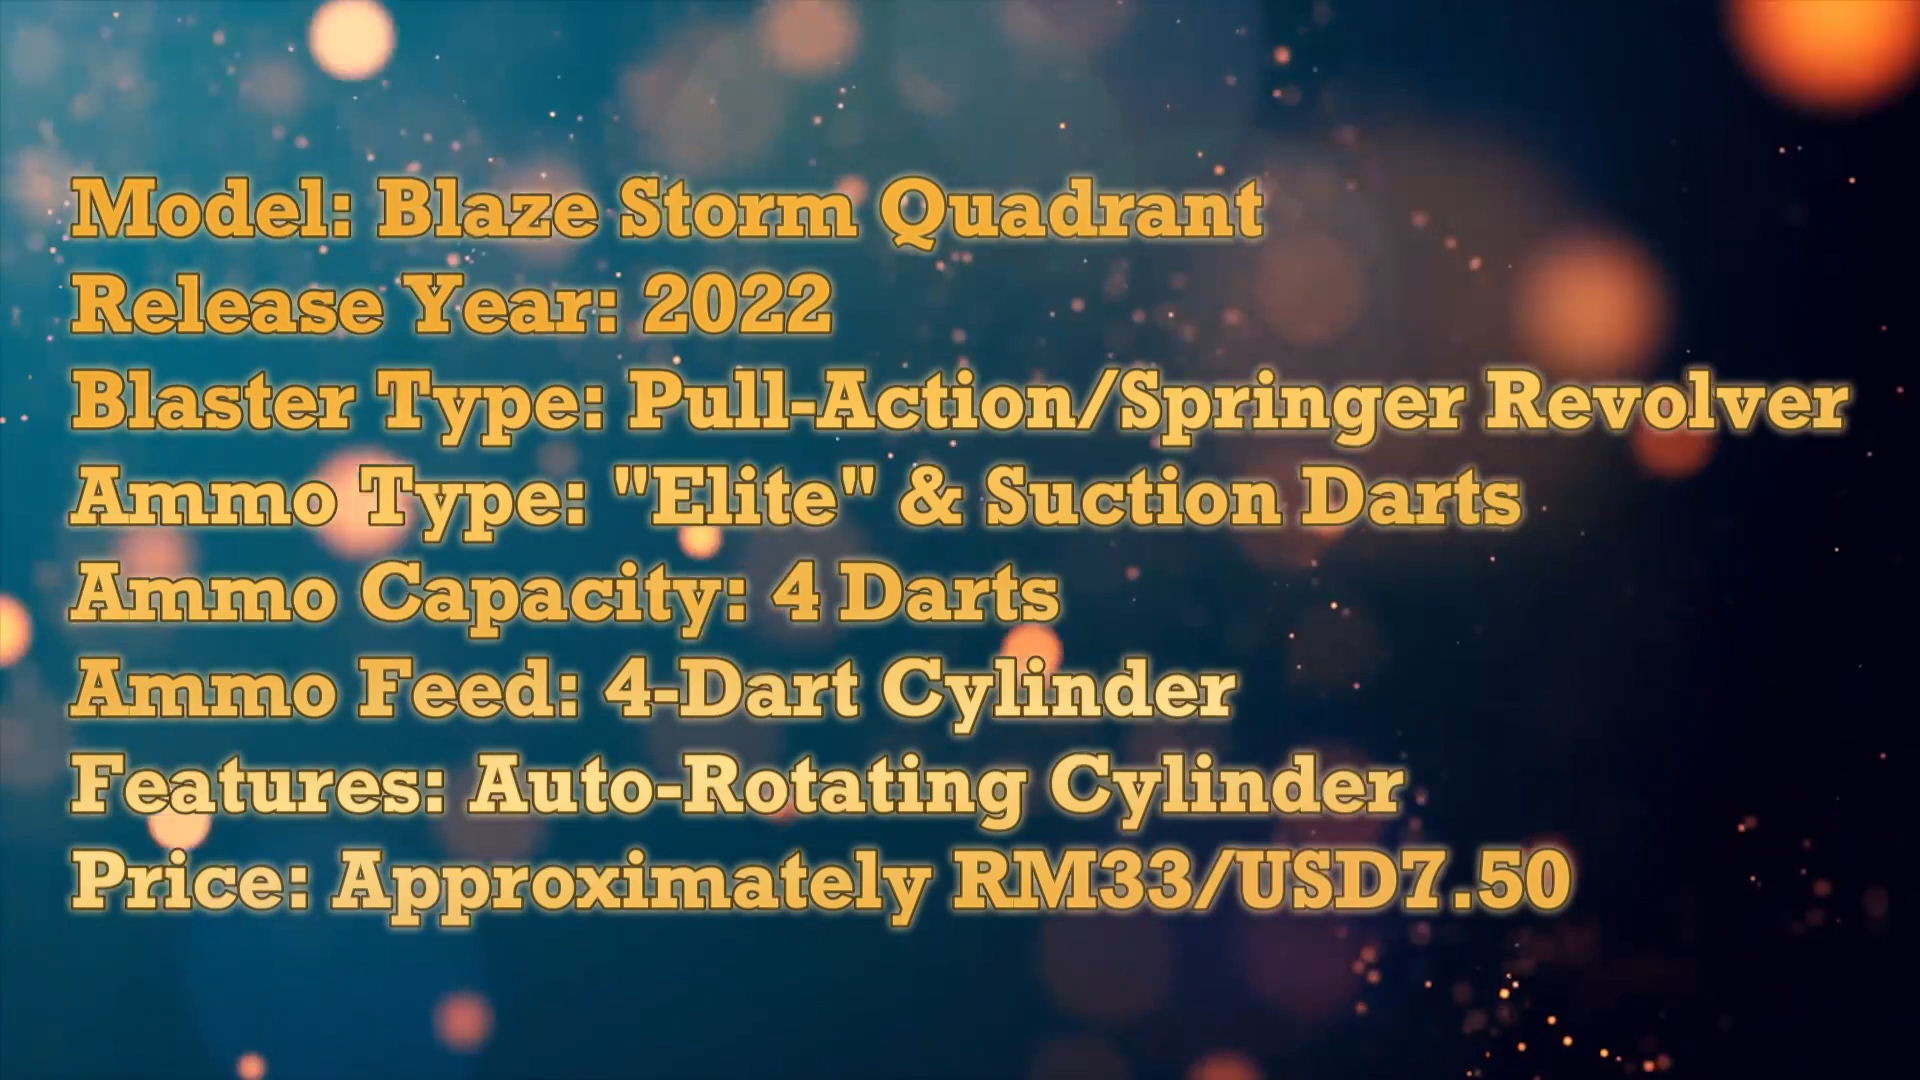 Model: Blaze Storm Quadrant
Release Year: 2022
Blaster Type: Pull-Action/Springer Revolver
Ammo Type: "Elite" & Suction Darts
Ammo Capacity: 4 Darts
Ammo Feed: 4-Dart Cylinder
Features: Auto-Rotating Cylinder
Price: Approximately RM33/USD7.50